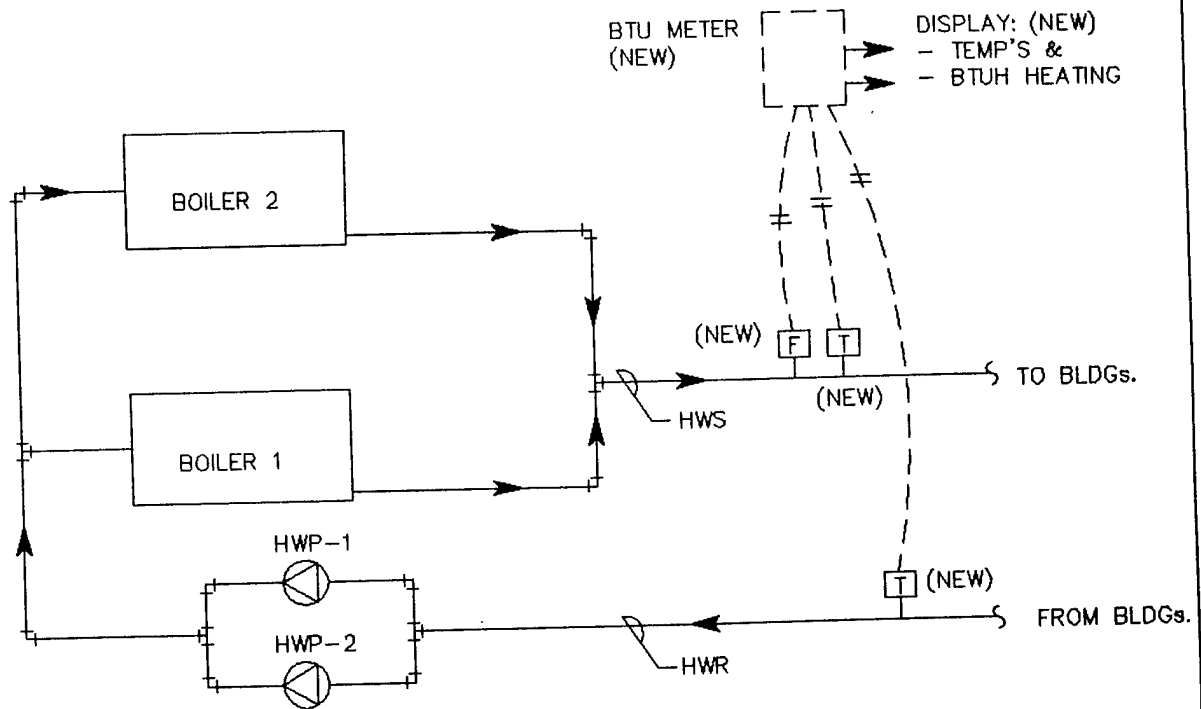 BTU METER
(NEW)
DISPLAY: (NEW)
- TEMP'S &
- BTUH HEATING
BOILER 2
(NEW)
F
T
(NEW)
TO BLDGs.
HWS
BOILER 1
HWP-1
T
(NEW)
FROM BLDGs.
HWP-2
HWR